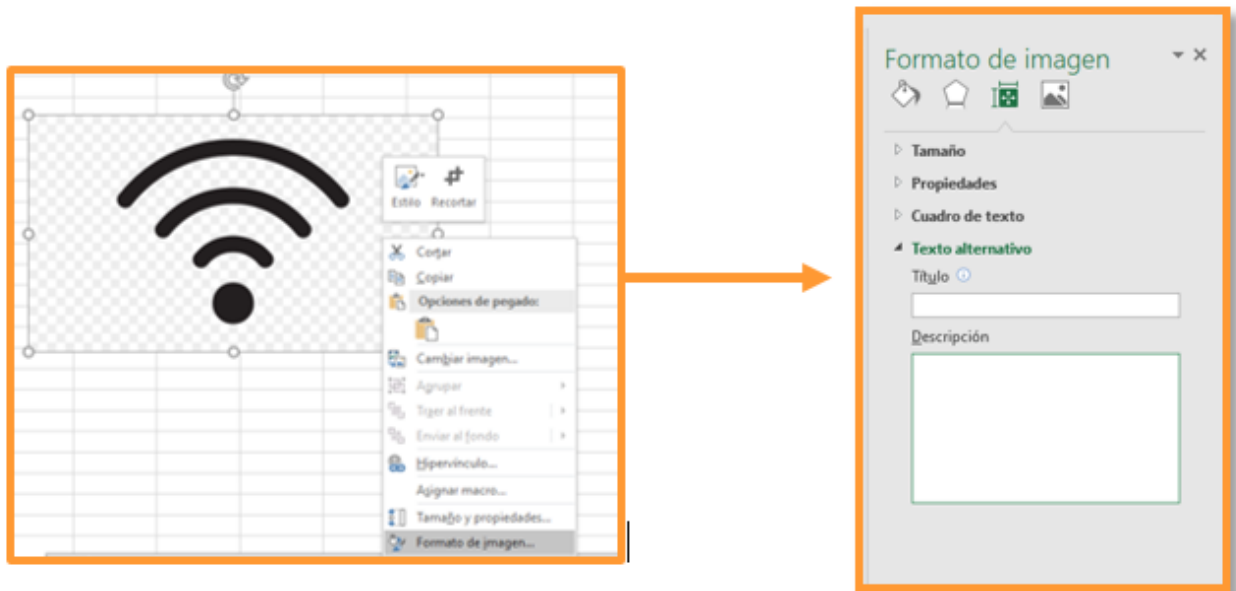 Estilo Recortar
Cortar
Copiar
Opciones de pegado:
Cambiar imagen...
Agrupar
Traer al frente
Enviar al fondo
Hipervínculo...
Asignar macro...
Tamaño y propiedades...
Formato de imagen...
Formato de imagen
Tamaño
Propiedades
Cuadro de texto
Texto alternativo
Título
Descripción